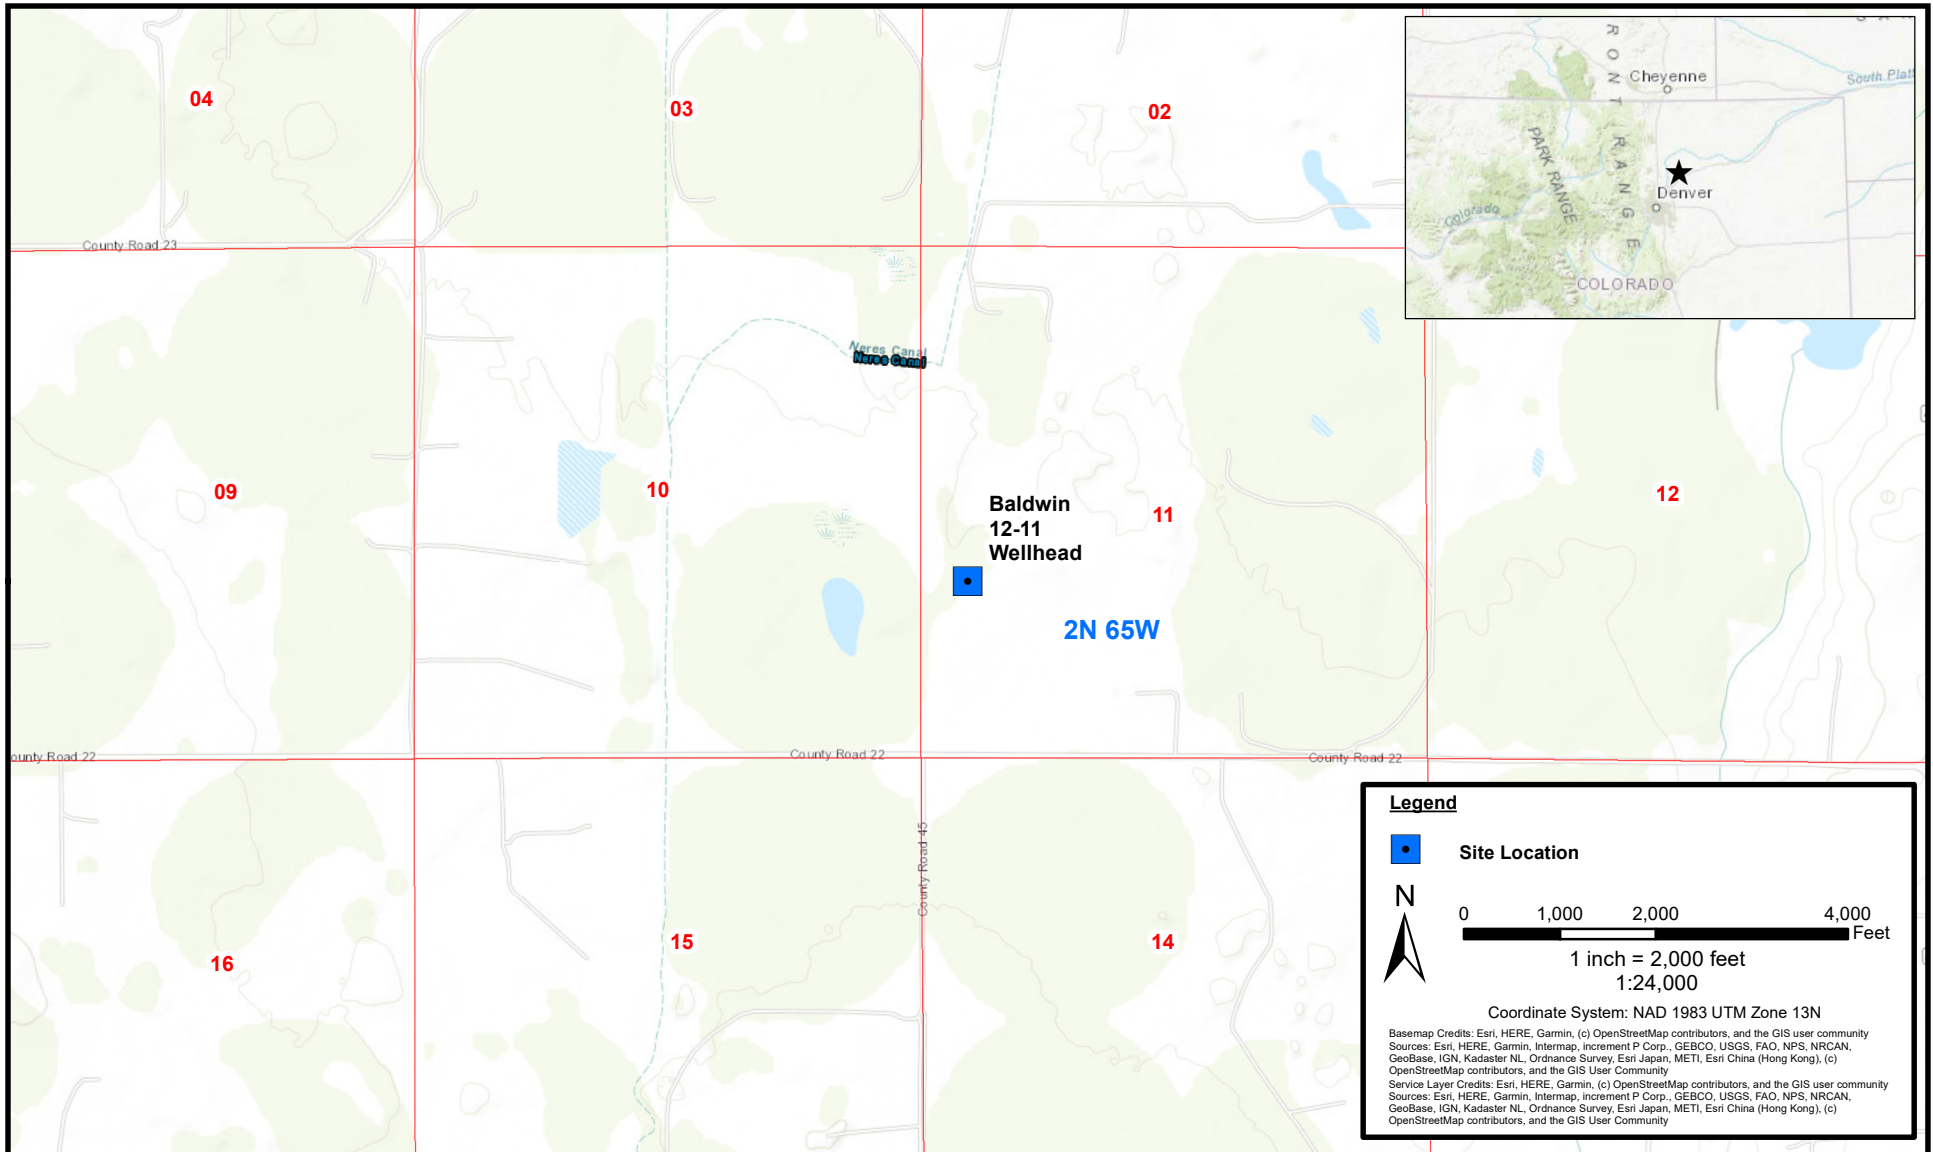 04
03
02
County Road 23
Neres Canal
Neres Canal
09
10
11
12
Baldwin
12-11
Wellhead
2N 65W
ounty Road 22
County Road 22
County Road 22
County Road 45
16
15
14
R O N T R A N G E
Cheyenne
South Platt
PARK RANGE
Colorado
Denver
COLORADO
Legend
Site Location
N
0 1,000 2,000 4,000
Feet
1 inch = 2,000 feet
1:24,000
Coordinate System: NAD 1983 UTM Zone 13N
Basemap Credits: Esri, HERE, Garmin, (c) OpenStreetMap contributors, and the GIS user community
Sources: Esri, HERE, Garmin, Intermap, increment P Corp., GEBCO, USGS, FAO, NPS, NRCAN,
GeoBase, IGN, Kadaster NL, Ordnance Survey, Esri Japan, METI, Esri China (Hong Kong), (c)
OpenStreetMap contributors, and the GIS User Community
Service Layer Credits: Esri, HERE, Garmin, (c) OpenStreetMap contributors, and the GIS user community
Sources: Esri, HERE, Garmin, Intermap, increment P Corp., GEBCO, USGS, FAO, NPS, NRCAN,
GeoBase, IGN, Kadaster NL, Ordnance Survey, Esri Japan, METI, Esri China (Hong Kong), (c)
OpenStreetMap contributors, and the GIS User Community